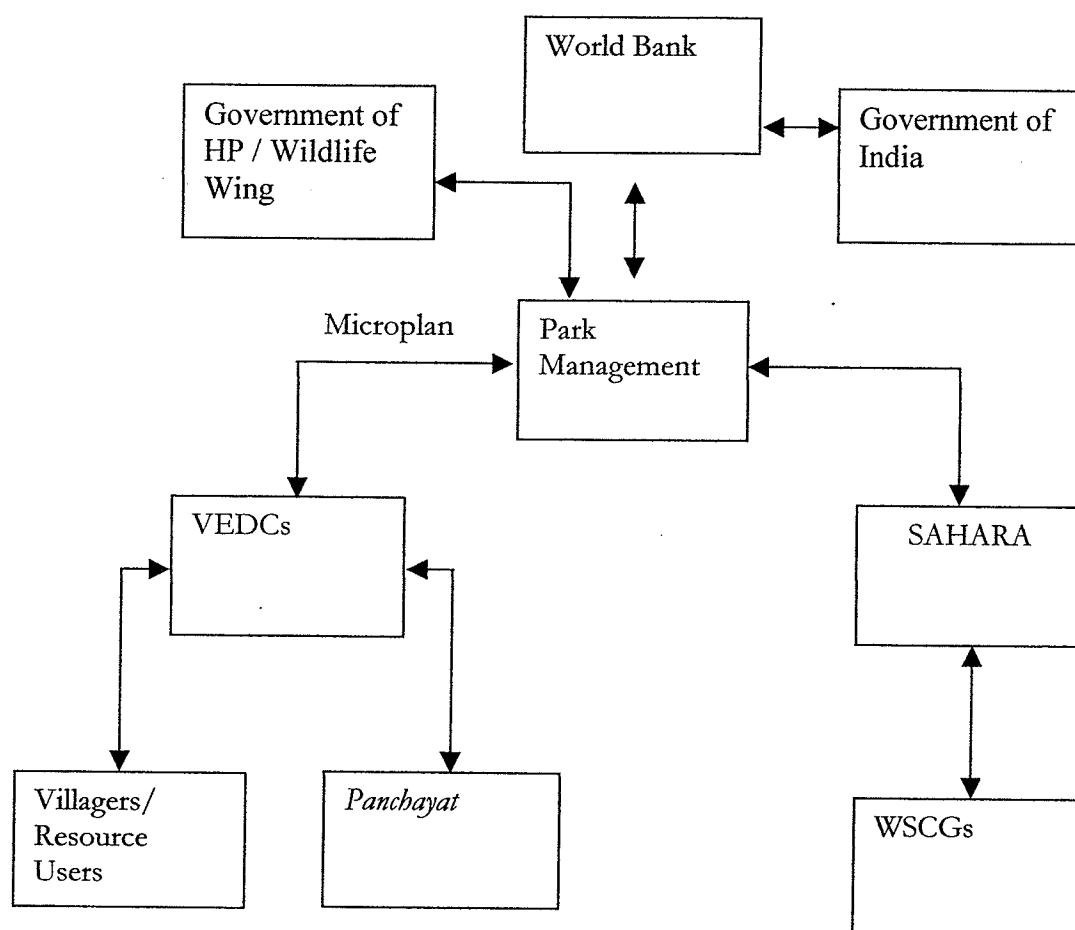 World Bank
Government of
HP / Wildlife
Wing
Government of
India
Microplan
Park
Management
VEDCs
SAHARA
Villagers/
Resource
Users
Panchayat
WSCGs